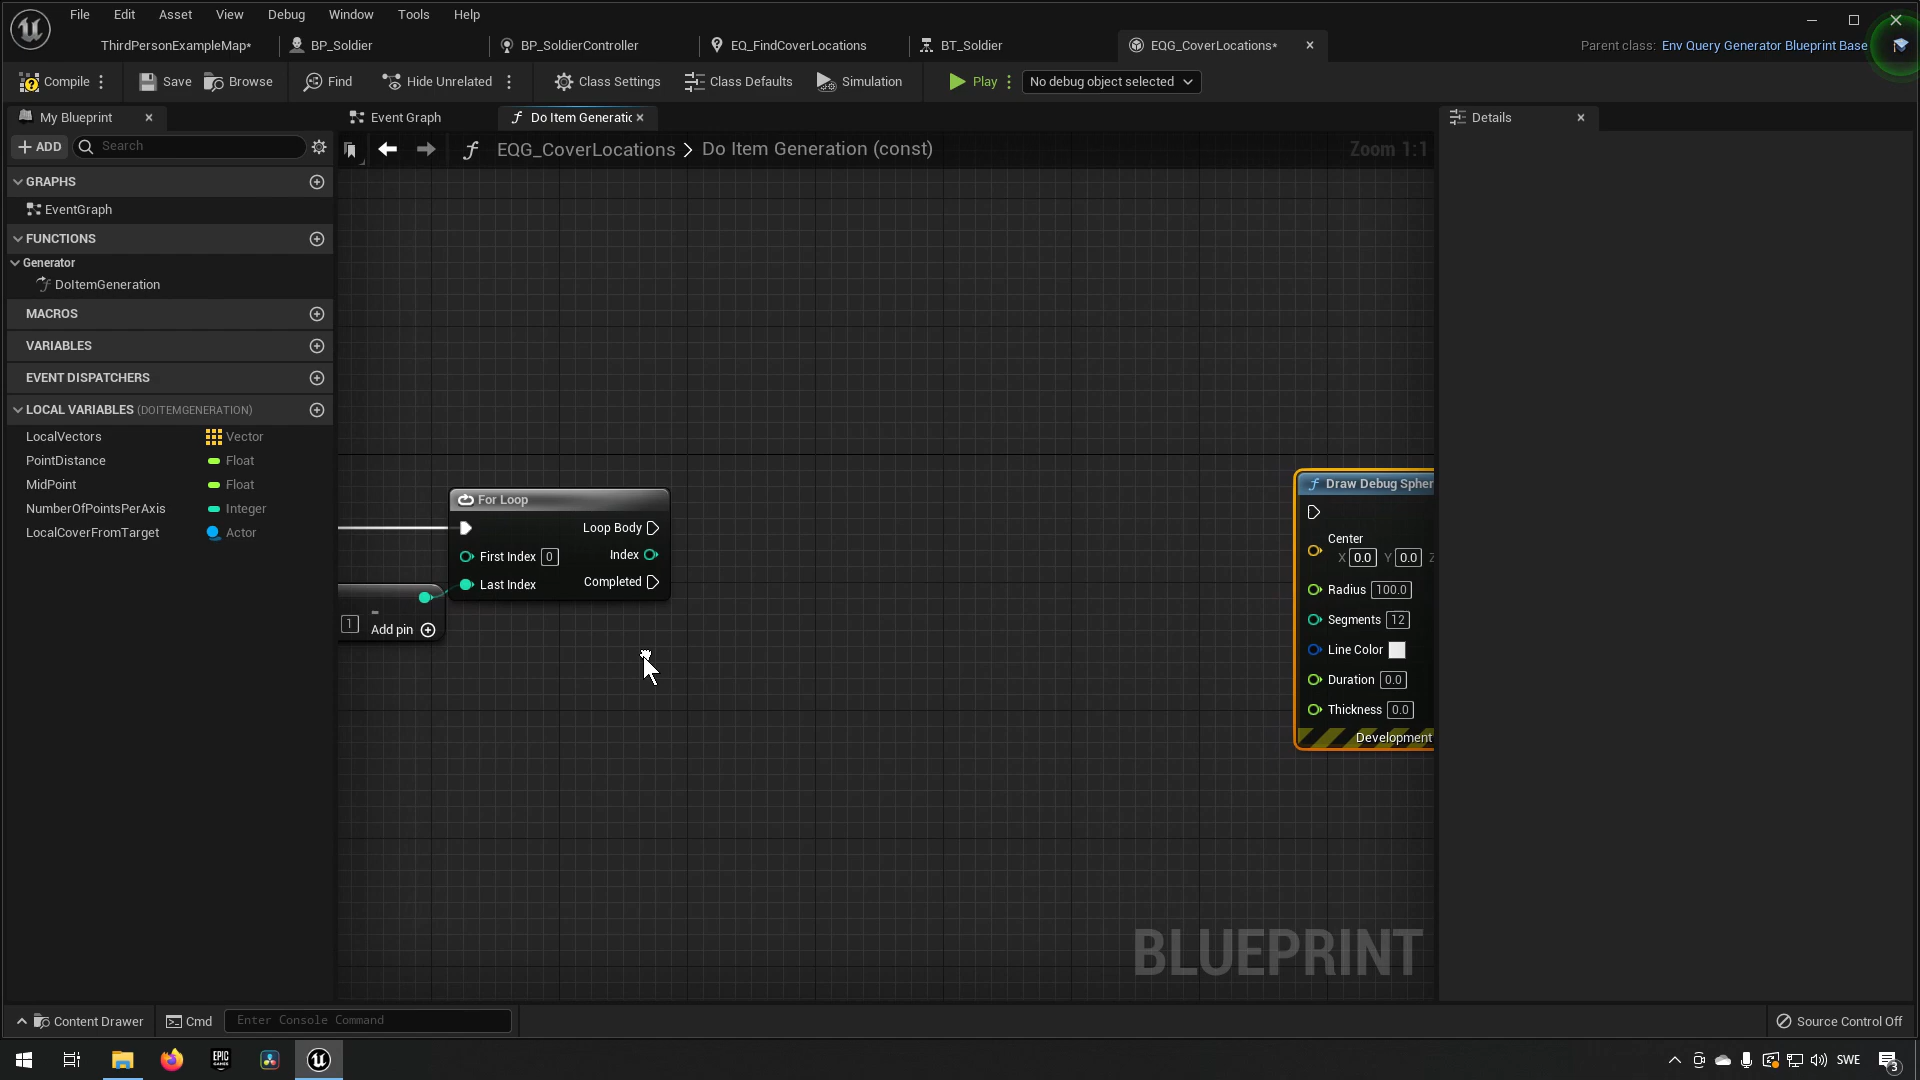 File Edit Asset View Debug Window Tools Help
ThirdPersonExampleMap* BP_Soldier BP_SoldierController EQ_FindCoverLocations BT_Soldier EQG_CoverLocations* Parent class: Env Query Generator Blueprint Base
Compile Save Browse Find Hide Unrelated Class Settings Class Defaults Simulation Play No debug object selected
My Blueprint Event Graph Do Item Generatic Details
ADD Search EQG_CoverLocations > Do Item Generation (const) Zoom 1:1
GRAPHS
EventGraph
FUNCTIONS
Generator
DoItemGeneration
MACROS
VARIABLES
EVENT DISPATCHERS
LOCAL VARIABLES (DOITEMGENERATION)
LocalVectors Vector
PointDistance Float
MidPoint Float
NumberOfPointsPerAxis Integer
LocalCoverFromTarget Actor
For Loop
Loop Body
First Index 0 Index
Last Index Completed
1 Add pin
Draw Debug Spher
Center
X 0.0 Y 0.0 Z
Radius 100.0
Segments 12
Line Color
Duration 0.0
Thickness 0.0
Development
BLUEPRINT
Content Drawer Cmd Enter Console Command Source Control Off
EPIC GAMES SWE 3